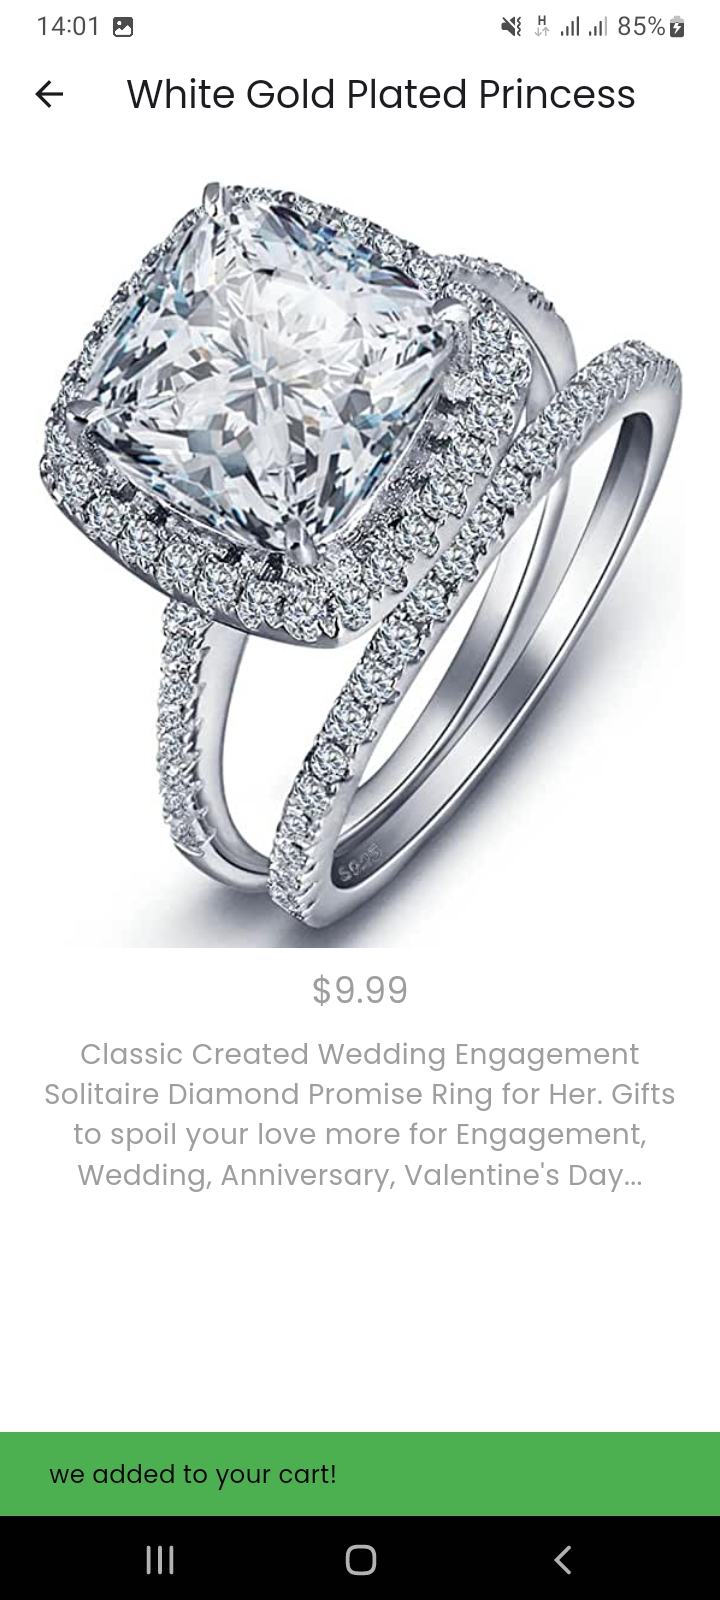 14:01
H
85%
White Gold Plated Princess
S925
$9.99
Classic Created Wedding Engagement
Solitaire Diamond Promise Ring for Her. Gifts
to spoil your love more for Engagement,
Wedding, Anniversary, Valentine's Day...
we added to your cart!